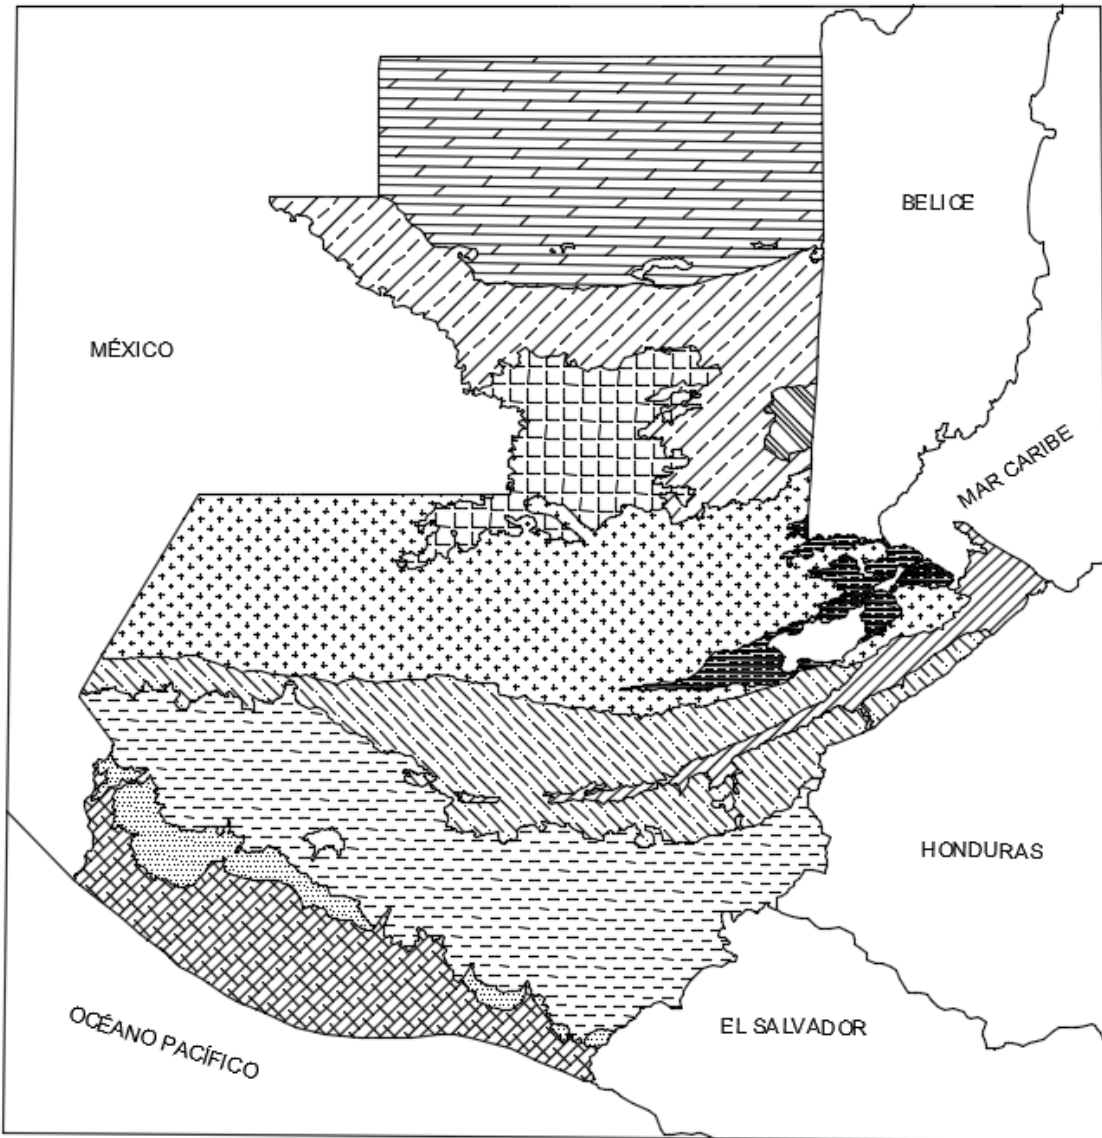 BELICE
MÉXICO
MAR CARIBE
HONDURAS
EL SALVADOR
OCÉANO PACÍFICO